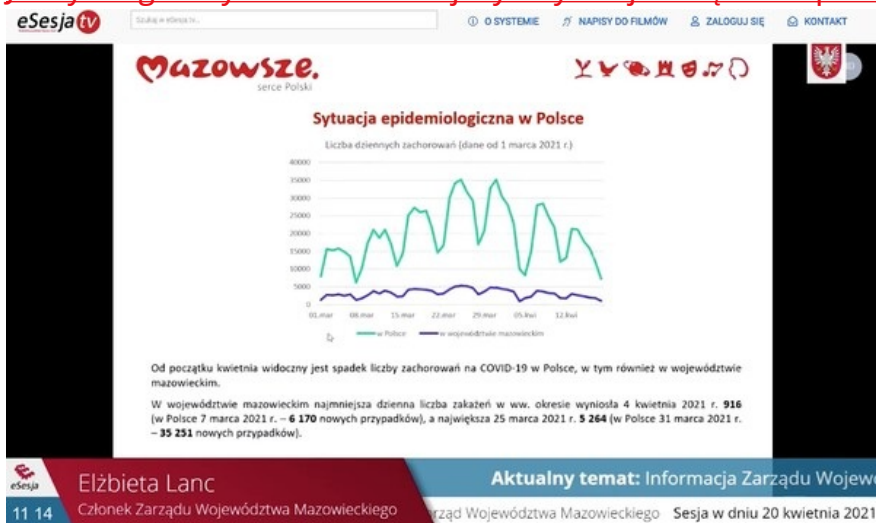 eSesja tv
Szukaj w eSesja.tv...
O SYSTEMIE
NAPISY DO FILMÓW
ZALOGUJ SIĘ
KONTAKT
mazowsze.
serce Polski
Sytuacja epidemiologiczna w Polsce
Liczba dziennych zachorowań (dane od 1 marca 2021 r.)
40000
35000
30000
25000
20000
15000
10000
5000
0
01.mar 08.mar 15.mar 22.mar 29.mar 05.kwi 12.kwi
w Polsce w województwie mazowieckim
Od początku kwietnia widoczny jest spadek liczby zachorowań na COVID-19 w Polsce, w tym również w województwie
mazowieckim.
W województwie mazowieckim najmniejsza dzienna liczba zakażeń w ww. okresie wyniosła 4 kwietnia 2021 r. 916
(w Polsce 7 marca 2021 r. – 6 170 nowych przypadków), a największa 25 marca 2021 r. 5 264 (w Polsce 31 marca 2021 r.
– 35 251 nowych przypadków).
eSesja
Elżbieta Lanc
Aktualny temat: Informacja Zarządu Wojew
11 14
Członek Zarządu Województwa Mazowieckiego
rząd Województwa Mazowieckiego Sesja w dniu 20 kwietnia 2021